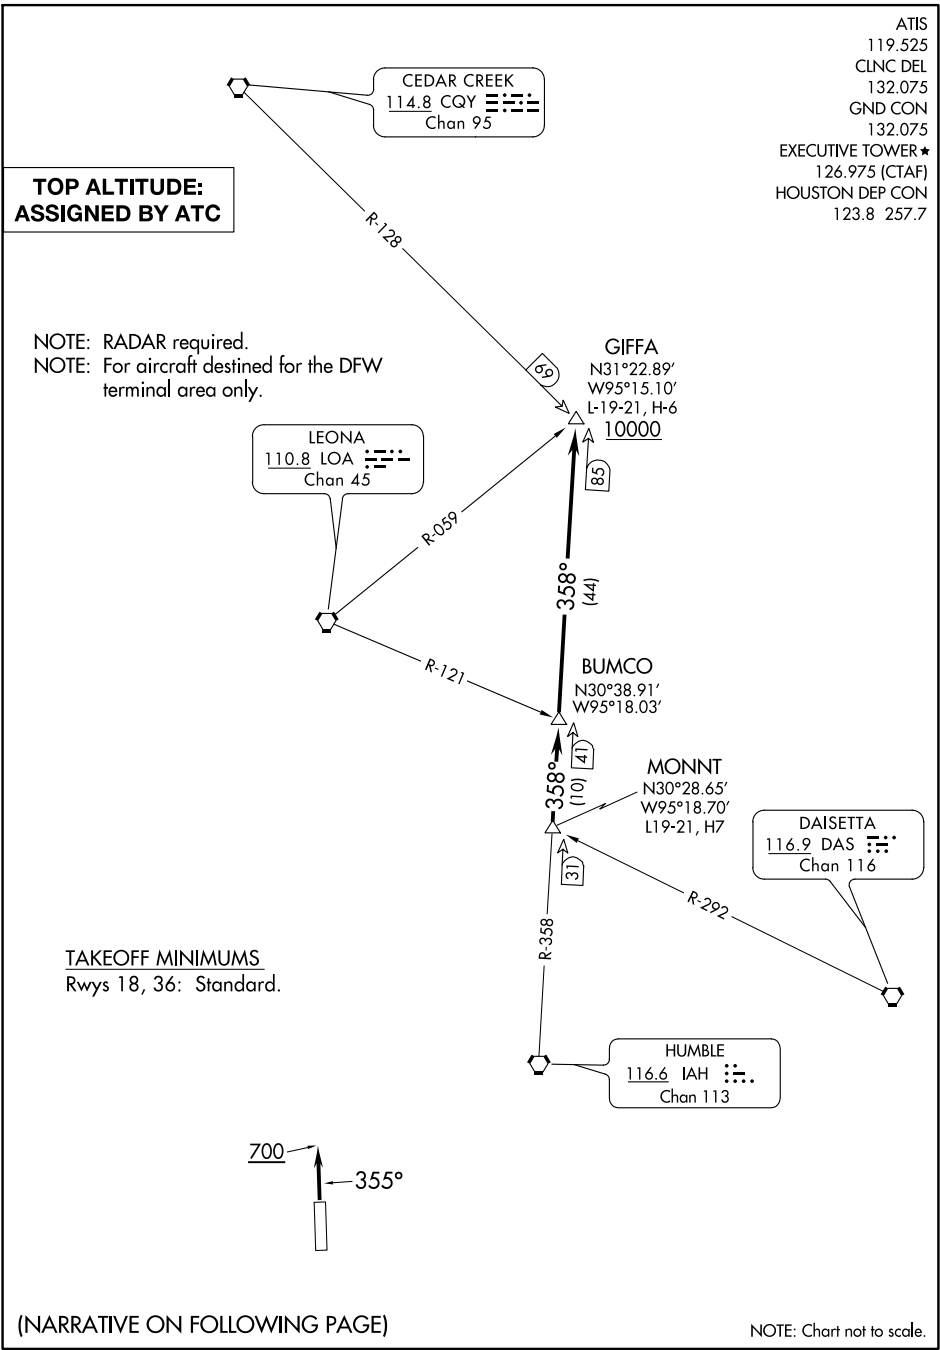 ATIS
119.525
CLNC DEL
132.075
GND CON
132.075
EXECUTIVE TOWER★
126.975 (CTAF)
HOUSTON DEP CON
123.8 257.7
CEDAR CREEK
114.8 CQY
Chan 95
TOP ALTITUDE:
ASSIGNED BY ATC
R-128
NOTE: RADAR required.
NOTE: For aircraft destined for the DFW
terminal area only.
69
GIFFA
N31°22.89'
W95°15.10'
L-19-21, H-6
10000
LEONA
110.8 LOA
Chan 45
85
R-059
358°
(44)
R-121
BUMCO
N30°38.91'
W95°18.03'
41
358°
(10)
MONNT
N30°28.65'
W95°18.70'
L19-21, H7
31
DAISETTA
116.9 DAS
Chan 116
R-292
R-358
TAKEOFF MINIMUMS
Rwys 18, 36: Standard.
HUMBLE
116.6 IAH
Chan 113
700
355°
(NARRATIVE ON FOLLOWING PAGE)
NOTE: Chart not to scale.